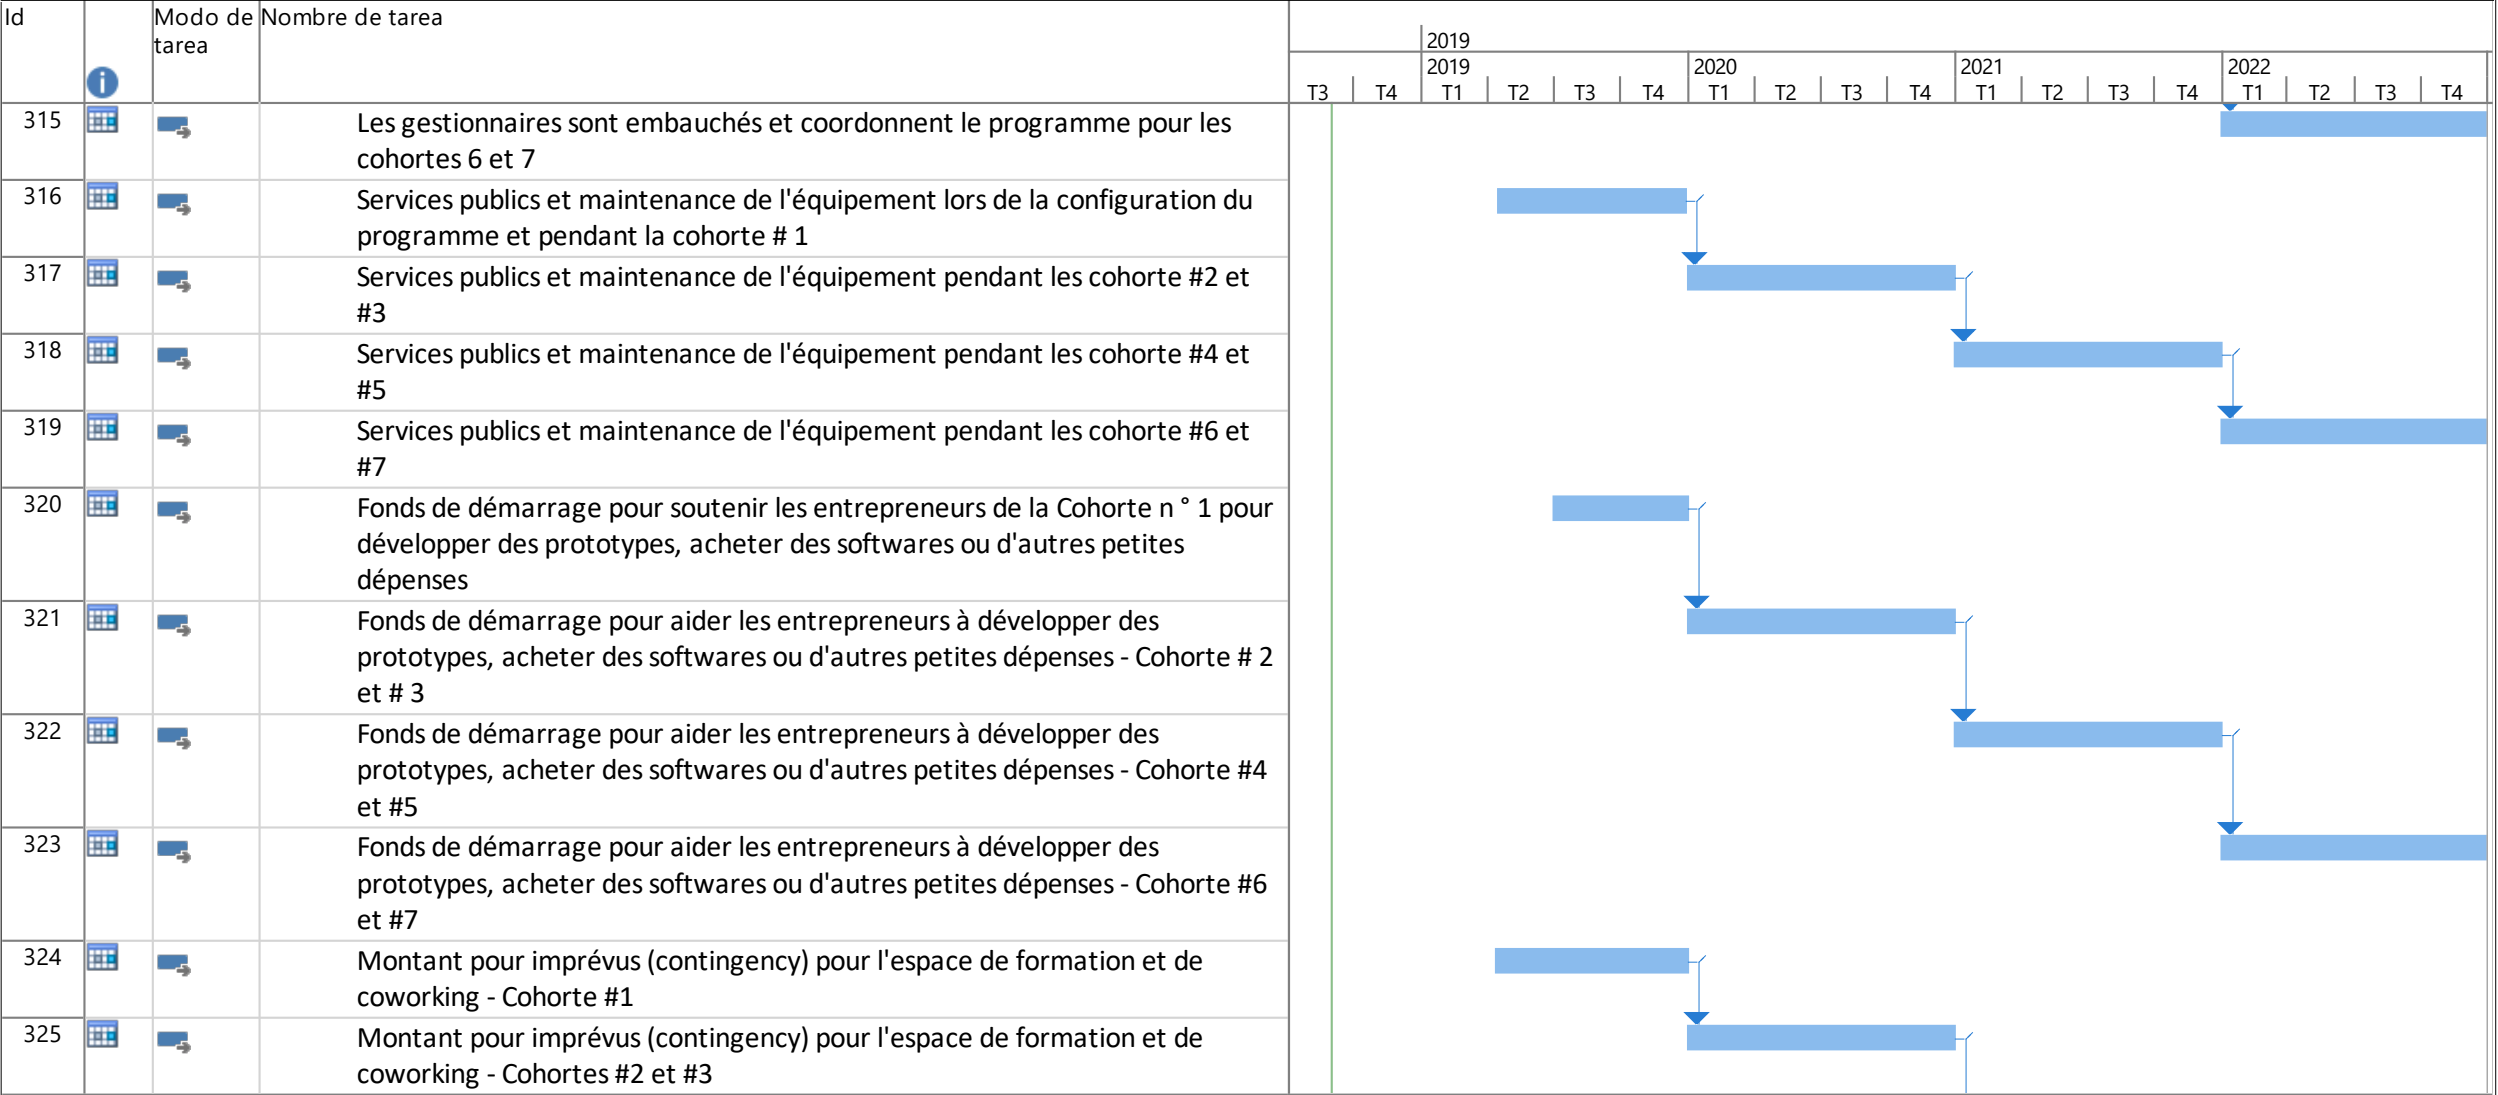 Id
Modo de
tarea
Nombre de tarea
2019
2019
2020
2021
2022
T3 T4 T1 T2 T3 T4 T1 T2 T3 T4 T1 T2 T3 T4 T1 T2 T3 T4
315
Les gestionnaires sont embauchés et coordonnent le programme pour les
cohortes 6 et 7
316
Services publics et maintenance de l'équipement lors de la configuration du
programme et pendant la cohorte # 1
317
Services publics et maintenance de l'équipement pendant les cohorte #2 et
#3
318
Services publics et maintenance de l'équipement pendant les cohorte #4 et
#5
319
Services publics et maintenance de l'équipement pendant les cohorte #6 et
#7
320
Fonds de démarrage pour soutenir les entrepreneurs de la Cohorte n ° 1 pour
développer des prototypes, acheter des softwares ou d'autres petites
dépenses
321
Fonds de démarrage pour aider les entrepreneurs à développer des
prototypes, acheter des softwares ou d'autres petites dépenses - Cohorte # 2
et # 3
322
Fonds de démarrage pour aider les entrepreneurs à développer des
prototypes, acheter des softwares ou d'autres petites dépenses - Cohorte #4
et #5
323
Fonds de démarrage pour aider les entrepreneurs à développer des
prototypes, acheter des softwares ou d'autres petites dépenses - Cohorte #6
et #7
324
Montant pour imprévus (contingency) pour l'espace de formation et de
coworking - Cohorte #1
325
Montant pour imprévus (contingency) pour l'espace de formation et de
coworking - Cohortes #2 et #3